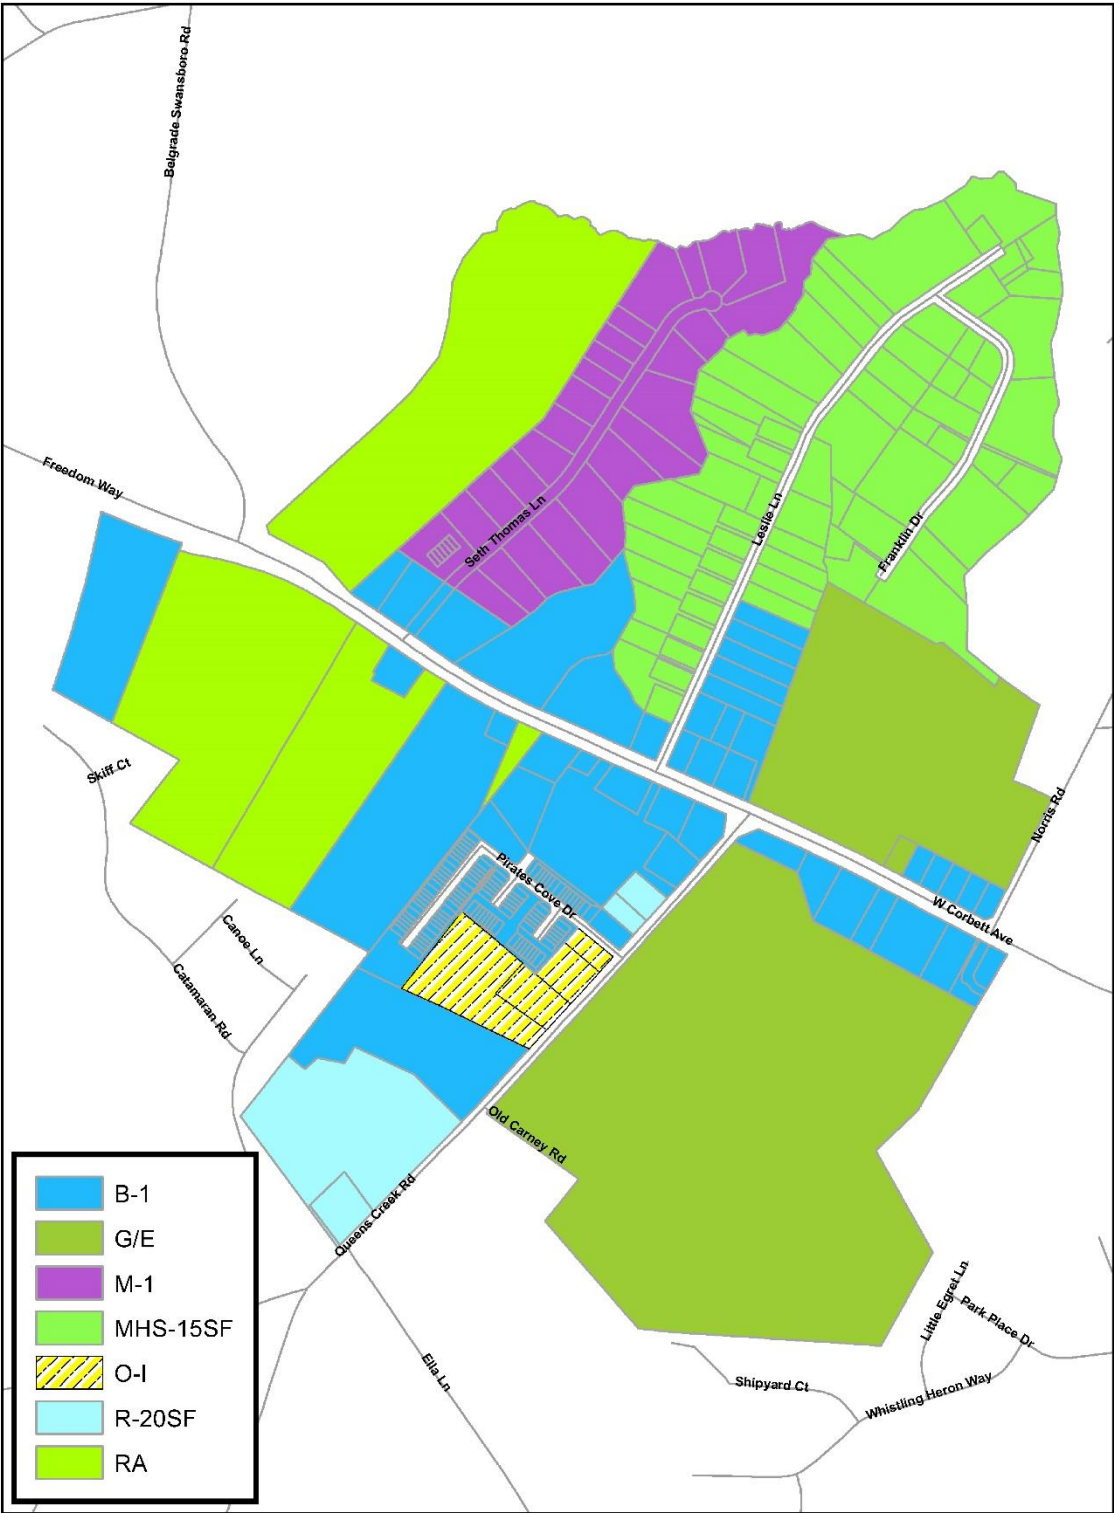 Belgrade Swansboro Rd
Freedom Way
Seth Thomas Ln
Leslie Ln
Franklin Dr
Skiff Ct
Norris Rd
Pirates Cove Dr
W Corbett Ave
Canoe Ln
Catamaran Rd
Old Carney Rd
Queens Creek Rd
Ella Ln
Little Egret Ln
Park Place Dr
Shipyard Ct
Whistling Heron Way
B-1
G/E
M-1
MHS-15SF
O-I
R-20SF
RA